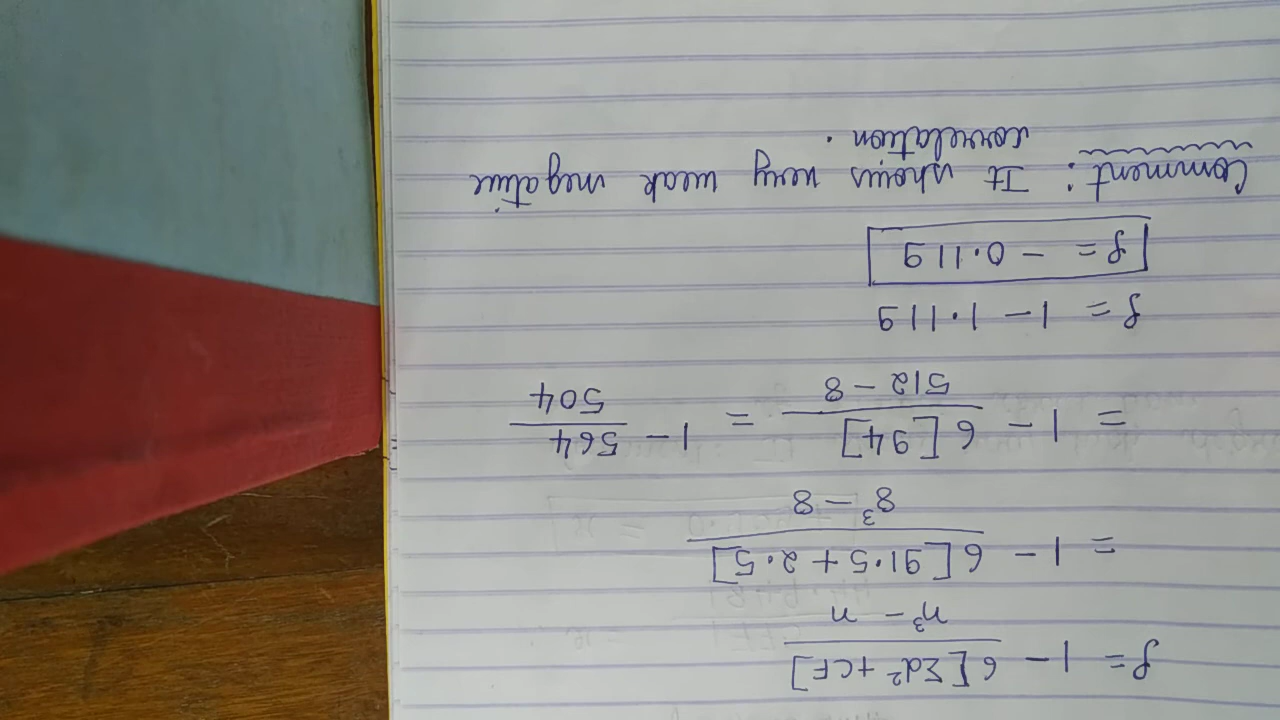 ρ = 1 - 6[Σd² + CF] / n³ - n
= 1 - 6[91.5 + 2.5] / 8³ - 8
= 1 - 6[94] / 512 - 8 = 1 - 564 / 504
ρ = 1 - 1.119
ρ = - 0.119
Comment : It shows very weak negative
correlation .